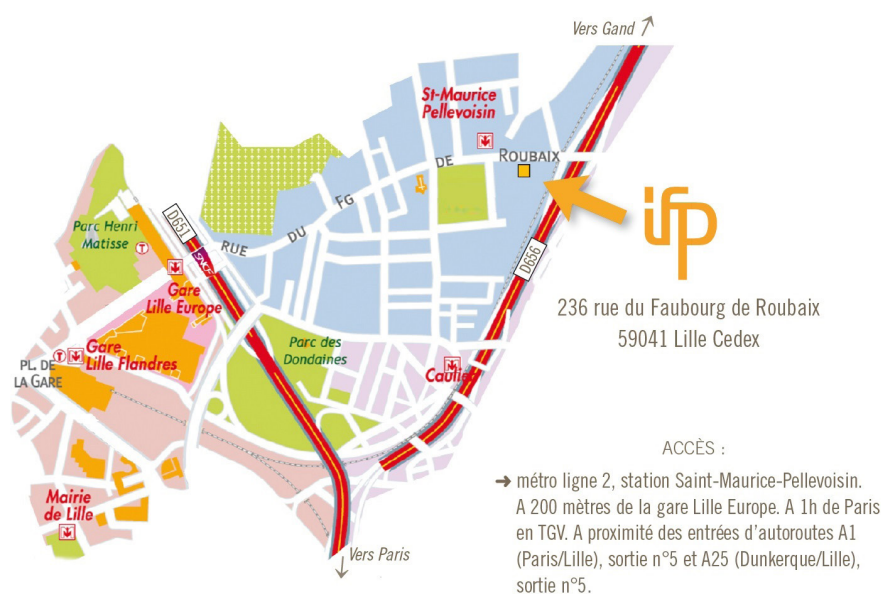 Vers Gand
St-Maurice
Pellevoisin
RUE DU FG DE ROUBAIX
D651
SNCF
Parc Henri
Matisse
T
Gare
Lille Europe
ifp
D656
236 rue du Faubourg de Roubaix
59041 Lille Cedex
Parc des
Dondaines
Gare
Lille Flandres
T
PL. DE
LA GARE
Caulier
ACCÈS :
➔ métro ligne 2, station Saint-Maurice-Pellevoisin.
A 200 mètres de la gare Lille Europe. A 1h de Paris
en TGV. A proximité des entrées d'autoroutes A1
(Paris/Lille), sortie n°5 et A25 (Dunkerque/Lille),
sortie n°5.
Mairie
de Lille
Vers Paris